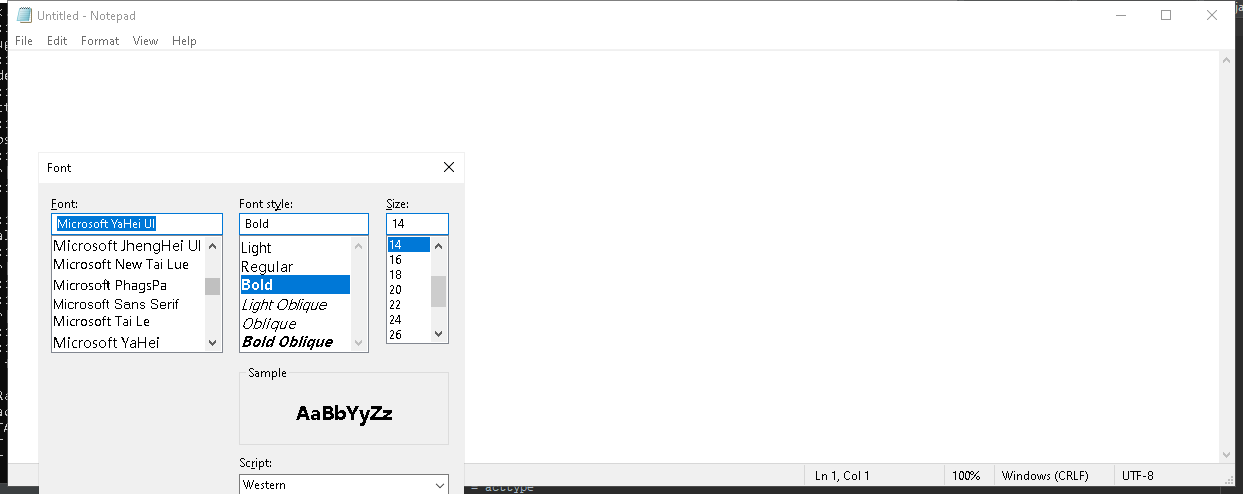 Untitled - Notepad
File Edit Format View Help
Font
Font: Font style: Size:
Microsoft YaHei UI Bold 14
Microsoft JhengHei UI Light 14
Microsoft New Tai Lue Regular 16
Microsoft PhagsPa Bold 18
Microsoft Sans Serif Light Oblique 20
Microsoft Tai Le Oblique 22
Microsoft YaHei Bold Oblique 24
26
Sample
AaBbYyZz
Script:
Western
Ln 1, Col 1 100% Windows (CRLF) UTF-8
= acctype